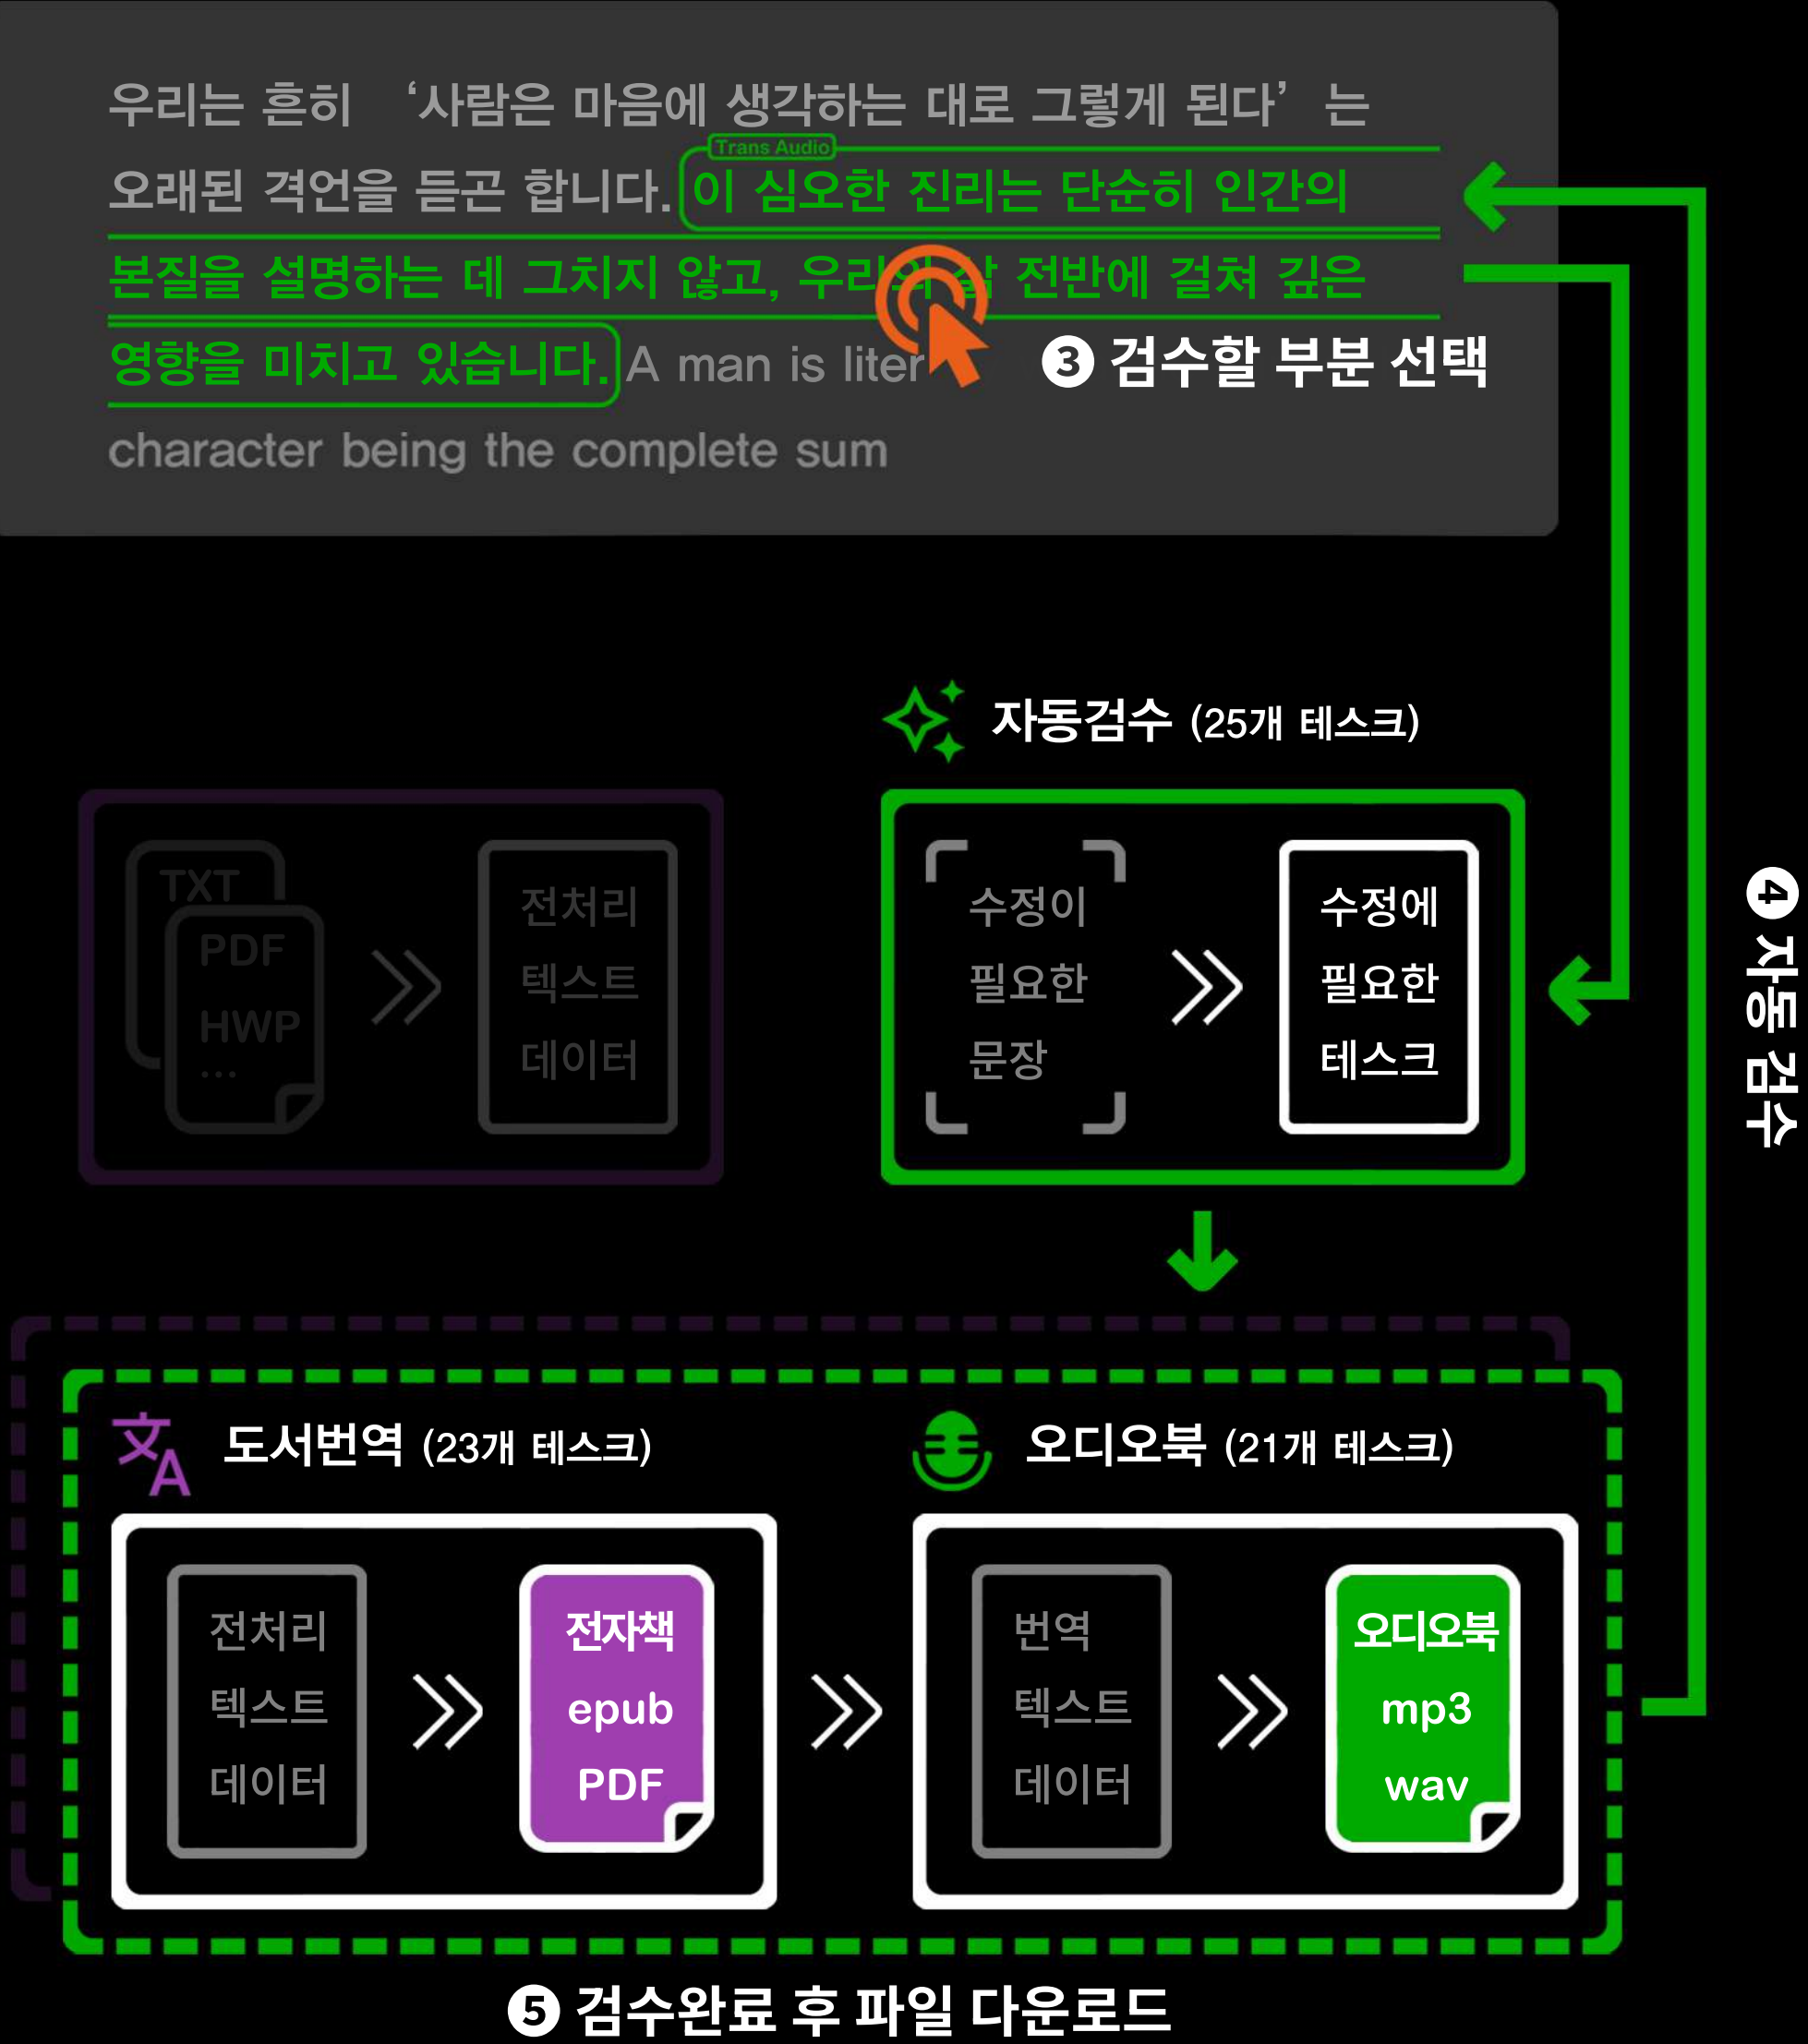 우리는 흔히 ‘사람은 마음에 생각하는 대로 그렇게 된다’ 는
Trans Audio
오래된 격언을 듣곤 합니다. 이 심오한 진리는 단순히 인간의
본질을 설명하는 데 그치지 않고, 우리의 삶 전반에 걸쳐 깊은
영향을 미치고 있습니다. A man is liter
❸ 검수할 부분 선택
character being the complete sum
자동검수 (25개 테스크)
TXT
PDF
HWP
...
전처리
텍스트
데이터
수정이
필요한
문장
수정에
필요한
테스크
❹ 자동 검수
도서번역 (23개 테스크)
전처리
텍스트
데이터
전자책
epub
PDF
오디오북 (21개 테스크)
번역
텍스트
데이터
오디오북
mp3
wav
❺ 검수완료 후 파일 다운로드